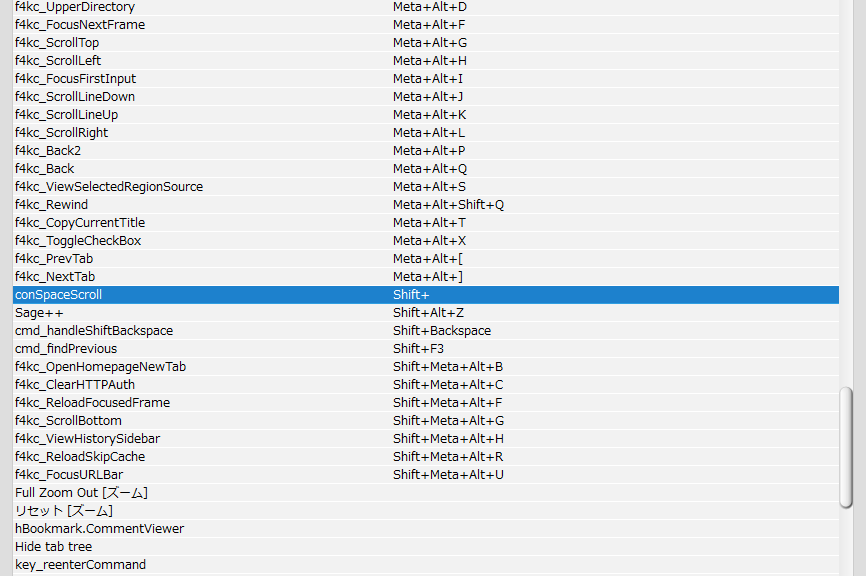 f4kc_UpperDirectory Meta+Alt+D
f4kc_FocusNextFrame Meta+Alt+F
f4kc_ScrollTop Meta+Alt+G
f4kc_ScrollLeft Meta+Alt+H
f4kc_FocusFirstInput Meta+Alt+I
f4kc_ScrollLineDown Meta+Alt+J
f4kc_ScrollLineUp Meta+Alt+K
f4kc_ScrollRight Meta+Alt+L
f4kc_Back2 Meta+Alt+P
f4kc_Back Meta+Alt+Q
f4kc_ViewSelectedRegionSource Meta+Alt+S
f4kc_Rewind Meta+Alt+Shift+Q
f4kc_CopyCurrentTitle Meta+Alt+T
f4kc_ToggleCheckBox Meta+Alt+X
f4kc_PrevTab Meta+Alt+[
f4kc_NextTab Meta+Alt+]
conSpaceScroll Shift+
Sage++ Shift+Alt+Z
cmd_handleShiftBackspace Shift+Backspace
cmd_findPrevious Shift+F3
f4kc_OpenHomepageNewTab Shift+Meta+Alt+B
f4kc_ClearHTTPAuth Shift+Meta+Alt+C
f4kc_ReloadFocusedFrame Shift+Meta+Alt+F
f4kc_ScrollBottom Shift+Meta+Alt+G
f4kc_ViewHistorySidebar Shift+Meta+Alt+H
f4kc_ReloadSkipCache Shift+Meta+Alt+R
f4kc_FocusURLBar Shift+Meta+Alt+U
Full Zoom Out [ズーム]
リセット [ズーム]
hBookmark.CommentViewer
Hide tab tree
key_reenterCommand